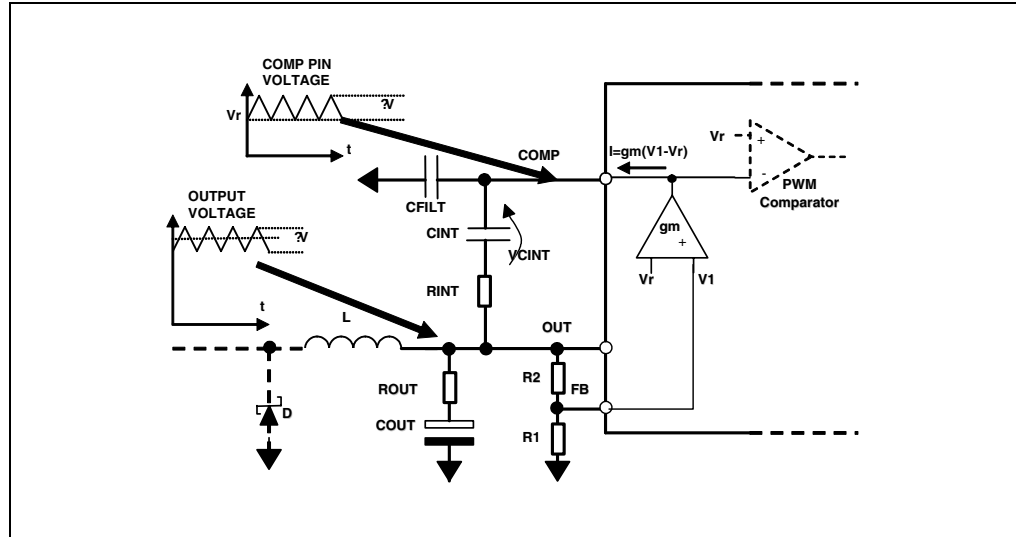 COMP PIN
VOLTAGE
?V
Vr
t
COMP
I=gm(V1-Vr)
Vr
+
-
PWM
Comparator
CFILT
OUTPUT
VOLTAGE
?V
CINT
VCINT
gm
+
Vr
V1
RINT
t
L
OUT
R2
FB
ROUT
D
COUT
R1